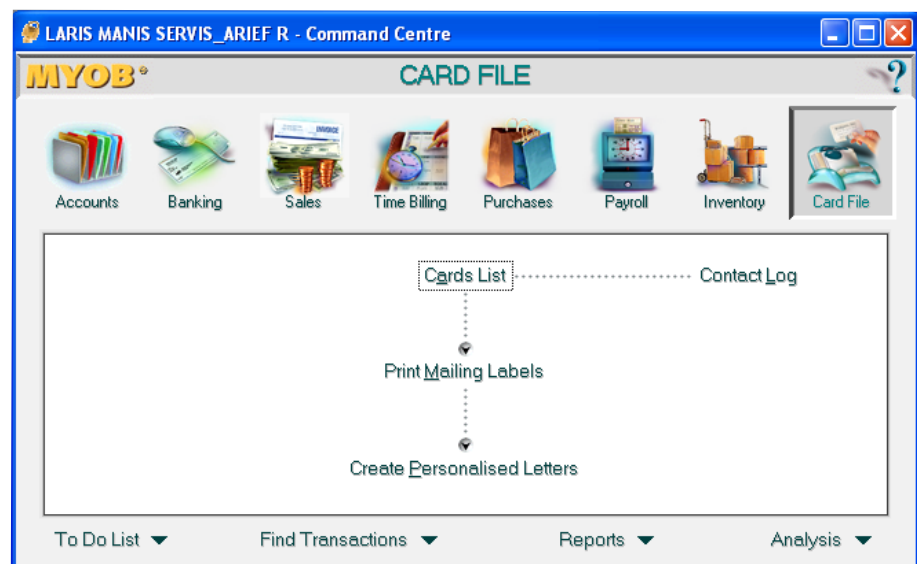 LARIS MANIS SERVIS_ARIEF R - Command Centre
MYOB CARD FILE ?
INVOICE
Accounts Banking Sales Time Billing Purchases Payroll Inventory Card File
Cards List Contact Log
Print Mailing Labels
Create Personalised Letters
To Do List Find Transactions Reports Analysis